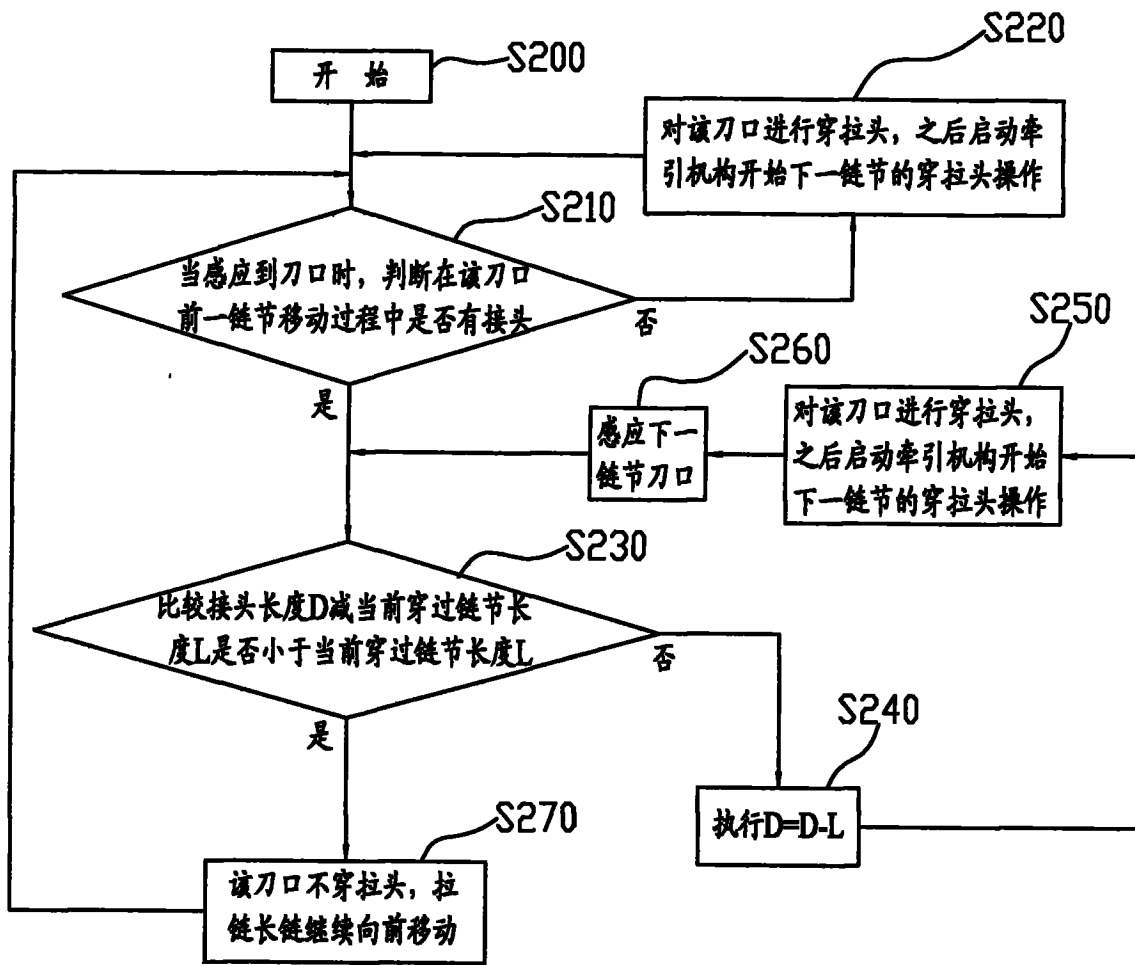 S200
开 始
S220
对该刀口进行穿拉头，之后启动牵
引机构开始下一链节的穿拉头操作
S210
当感应到刀口时，判断在该刀口
前一链节移动过程中是否有接头
否
是
S250
对该刀口进行穿拉头，
之后启动牵引机构开始
下一链节的穿拉头操作
S260
感应下一
链节刀口
S230
比较接头长度D减当前穿过链节长
度L是否小于当前穿过链节长度L
否
是
S240
执行D=D-L
S270
该刀口不穿拉头，拉
链长链继续向前移动